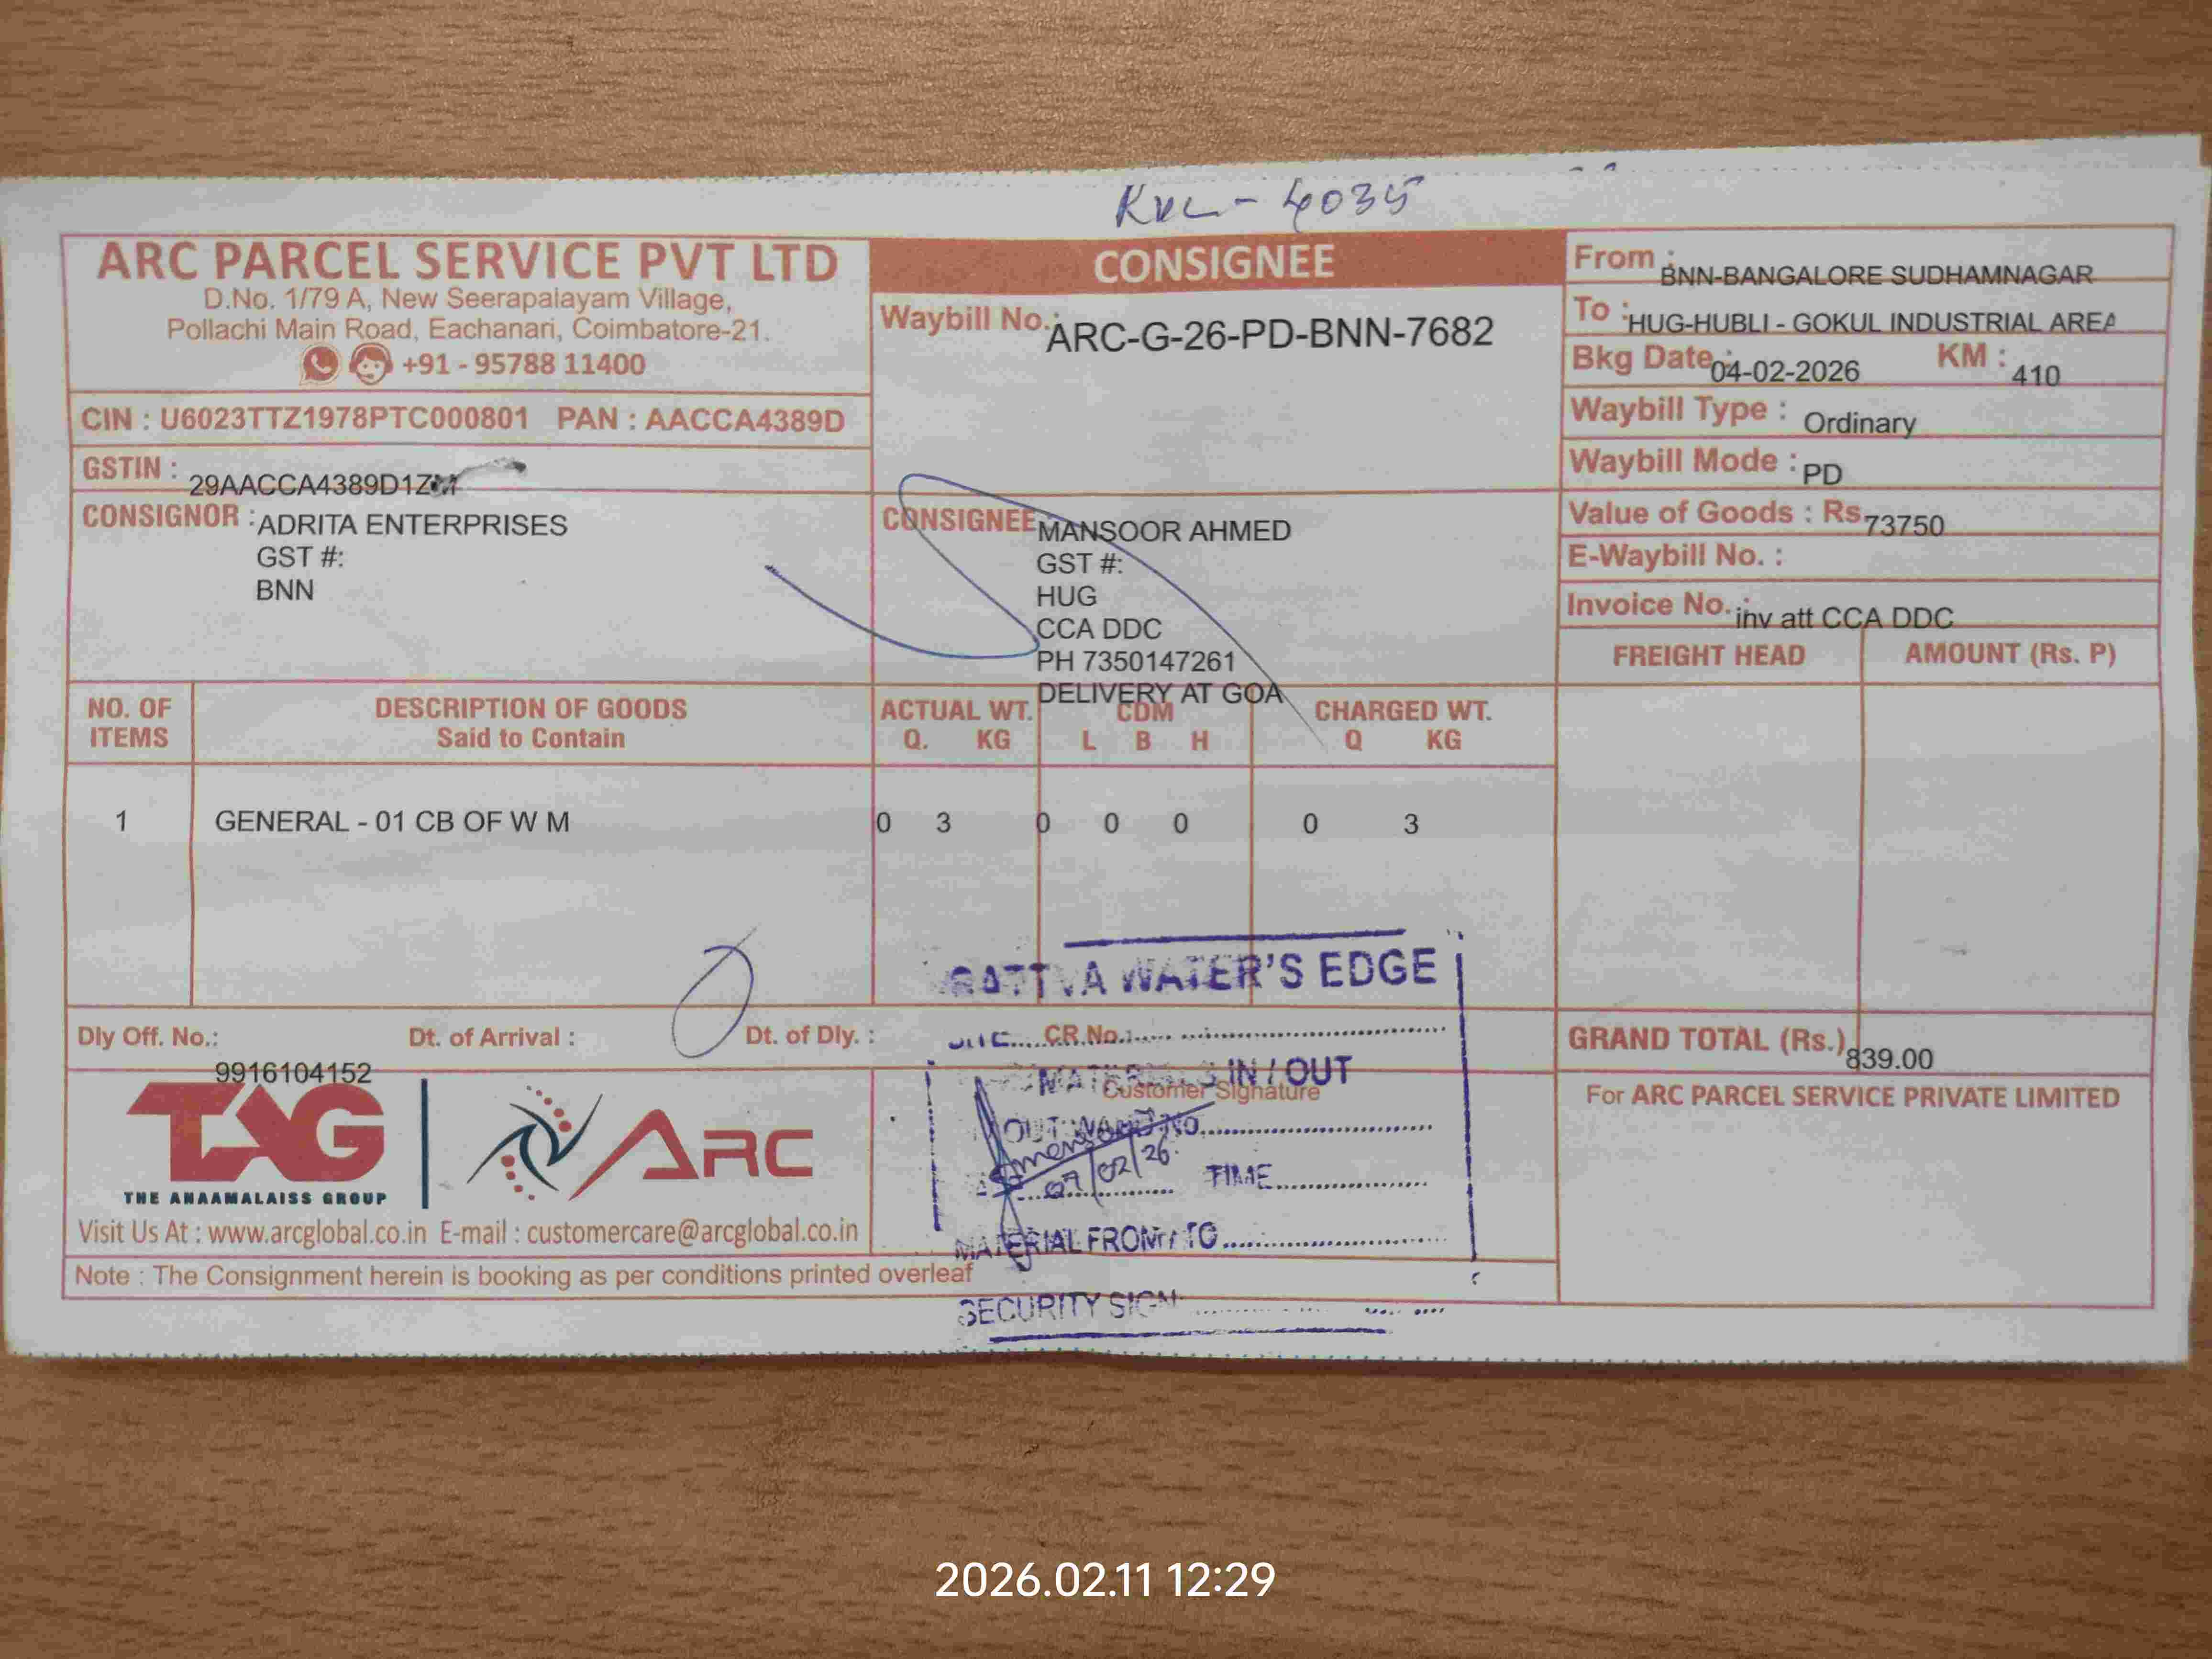 4035
ARC PARCEL SERVICE PVT LTD
D.No. 1/79 A, New Seerapalayam Village,
Pollachi Main Road, Eachanari, Coimbatore-21.
+91 - 95788 11400
CIN : U6023TTZ1978PTC000801 PAN : AACCA4389D
GSTIN :
CONSIGNOR : ADRITA ENTERPRISES
GST #:
BNN
CONSIGNEE
Waybill No.: ARC-G-26-PD-BNN-7682
CONSIGNEE MANSOOR AHMED
GST #:
HUG
CCA DDC
PH 7350147261
DELIVERY AT GOA
From : BNN-BANGALORE SUDHAMNAGAR
To : HUG-HUBLI - GOKUL INDUSTRIAL AREA
Bkg Date : 04-02-2026 KM : 410
Waybill Type : Ordinary
Waybill Mode : PD
Value of Goods : Rs 73750
E-Waybill No. :
Invoice No. : inv att CCA DDC
FREIGHT HEAD AMOUNT (Rs. P)
NO. OF ITEMS
DESCRIPTION OF GOODS
Said to Contain
ACTUAL WT.
Q. KG
CDM
L B H
CHARGED WT.
Q KG
1 GENERAL - 01 CB OF W M 0 3 0 0 0 0 3
WATER'S EDGE
Dly Off. No.: Dt. of Arrival : Dt. of Dly. : CR.No.:
9916104152
GRAND TOTAL (Rs.) 839.00
IN / OUT
Customer Signature
For ARC PARCEL SERVICE PRIVATE LIMITED
OUT WARD NO
07/02/26
TIME
MATERIAL FROM / TO
SECURITY SIGN
TAG
THE ANAAMALAISS GROUP
ARC
Visit Us At : www.arcglobal.co.in E-mail : customercare@arcglobal.co.in
Note : The Consignment herein is booking as per conditions printed overleaf
2026.02.11 12:29